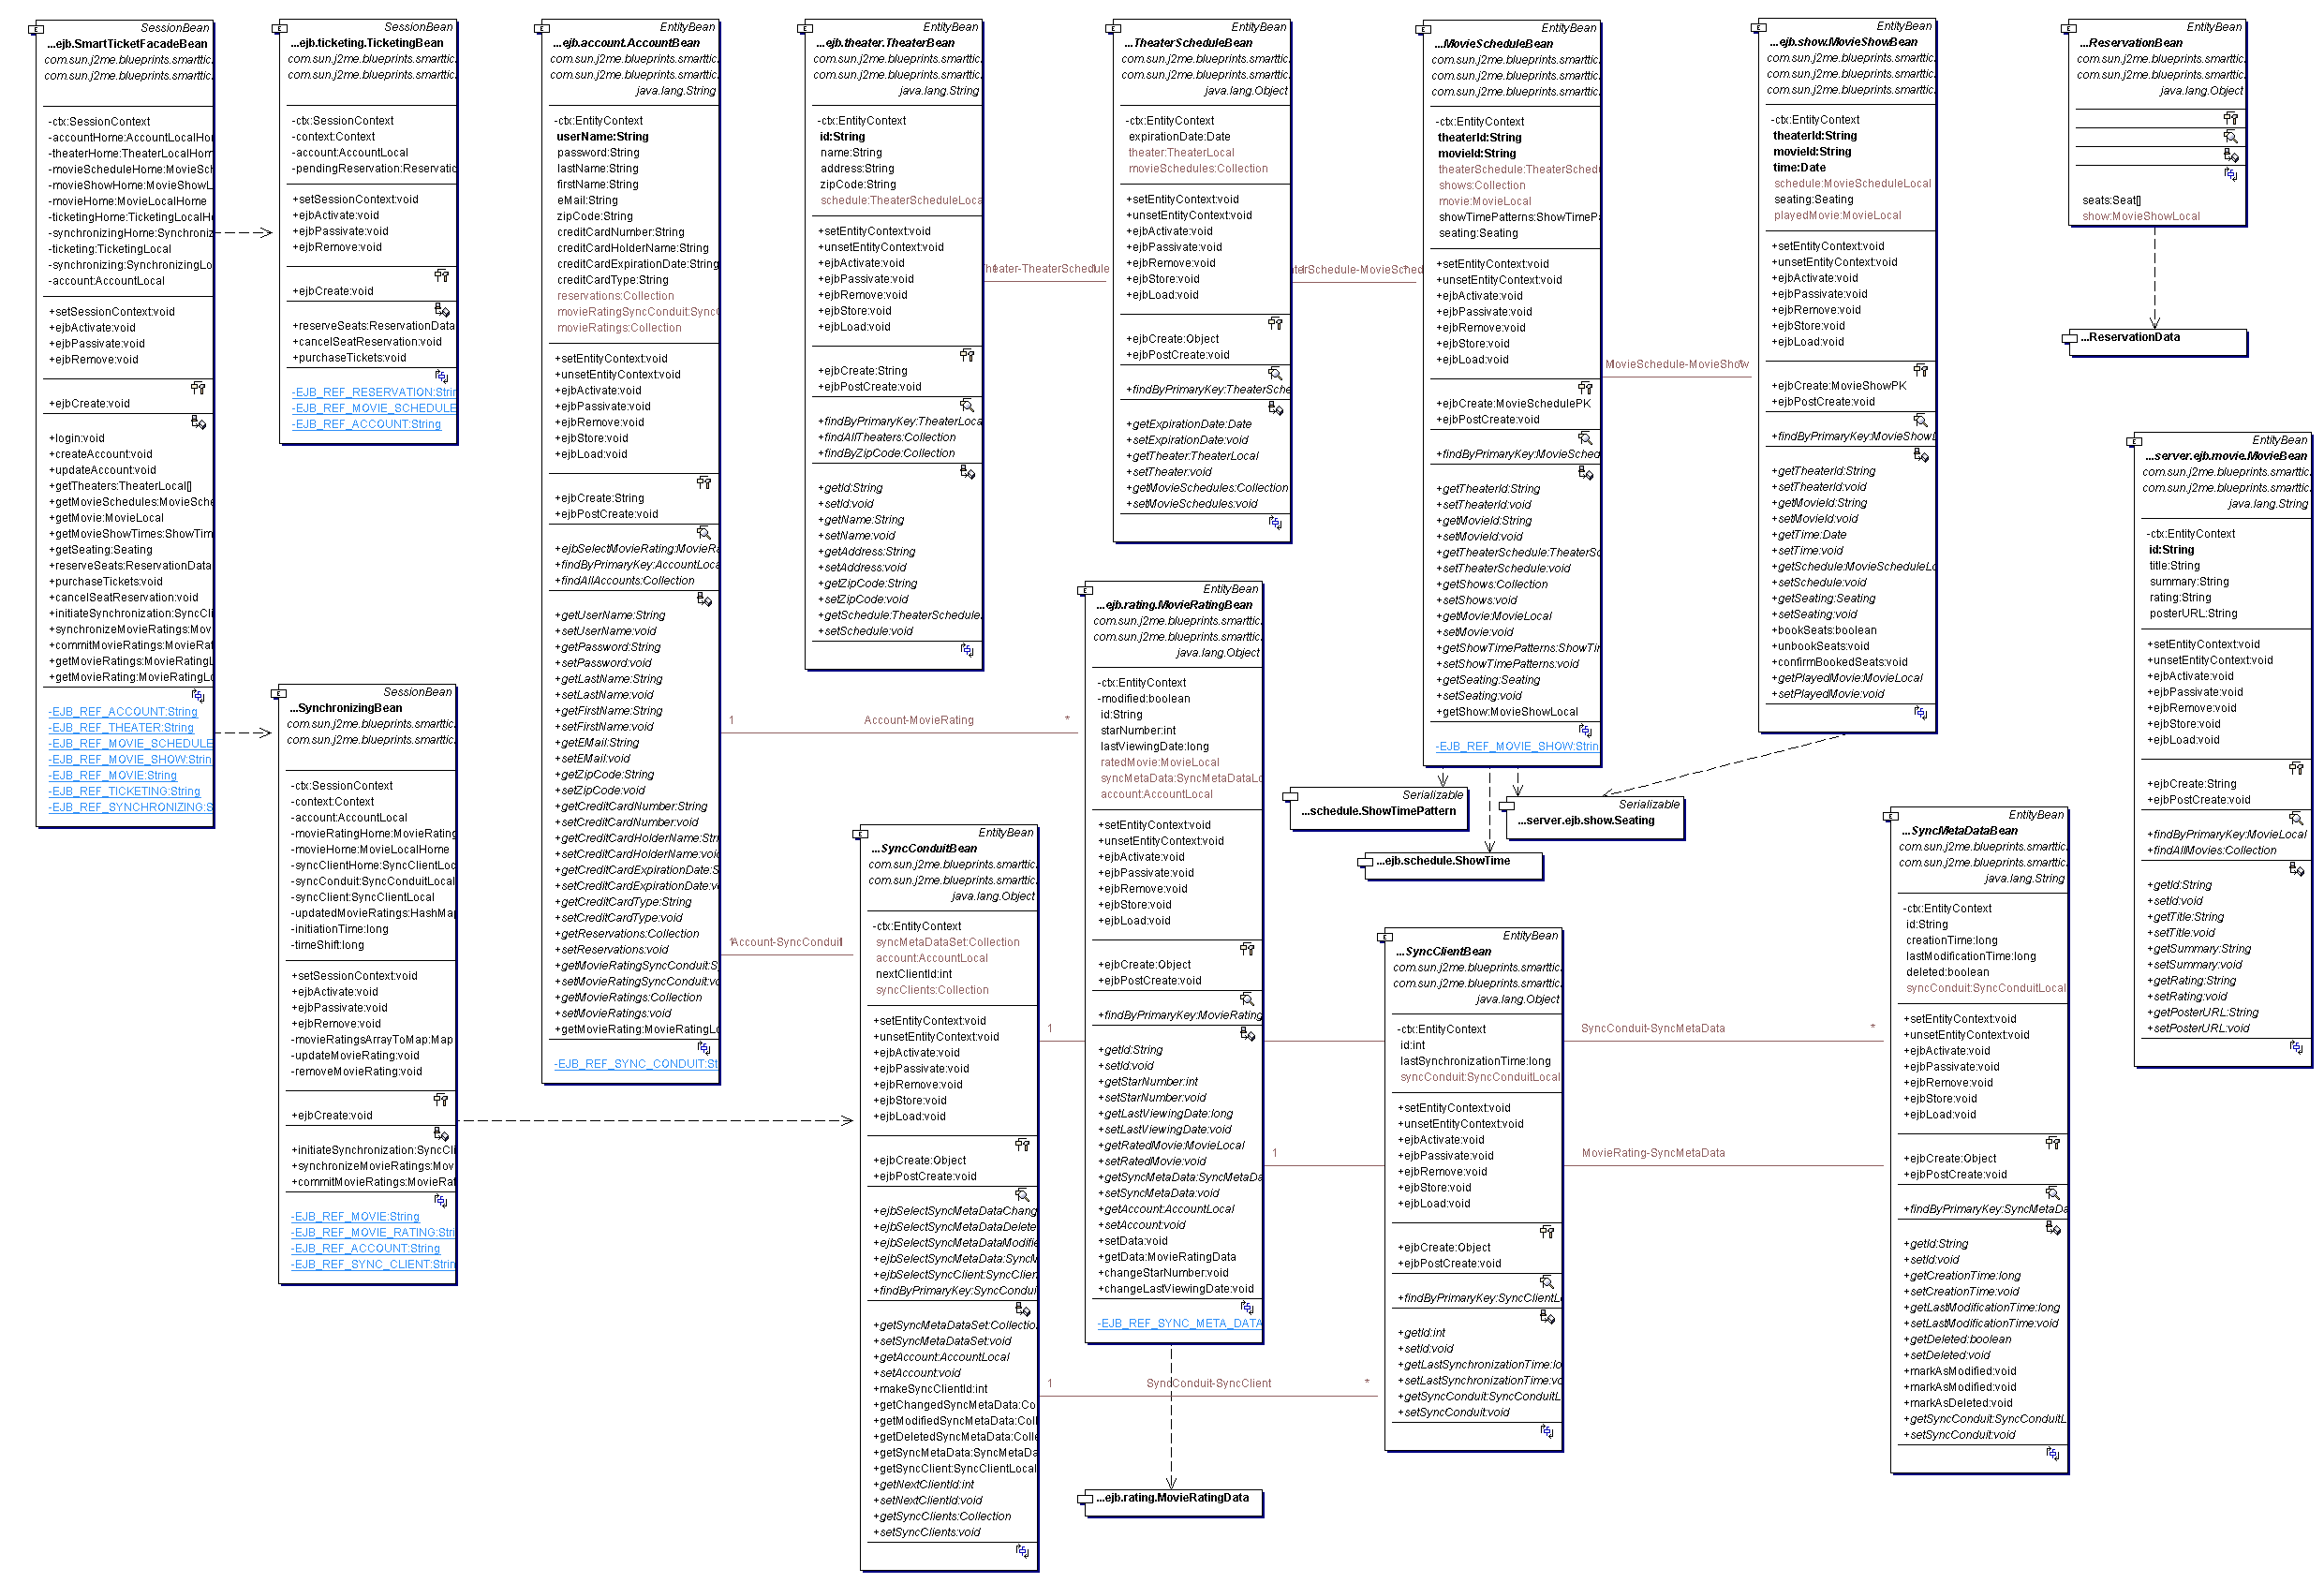 SessionBean
...ejb.SmartTicketFacadeBean
com.sun.j2me.blueprints.smarttic.
com.sun.j2me.blueprints.smarttic.
-ctx:SessionContext
-accountHome:AccountLocalHo
-theaterHome:TheaterLocalHom
-movieScheduleHome:MovieSch
-movieShowHome:MovieShowL
-movieHome:MovieLocalHome
-ticketingHome:TicketingLocalH
-synchronizingHome:Synchroniz
-ticketing:TicketingLocal
-synchronizing:SynchronizingLo
-account:AccountLocal
+setSessionContext:void
+ejbActivate:void
+ejbPassivate:void
+ejbRemove:void
+ejbCreate:void
+login:void
+createAccount:void
+updateAccount:void
+getTheaters:TheaterLocal[]
+getMovieSchedules:MovieSche
+getMovie:MovieLocal
+getMovieShowTimes:ShowTim
+getSeating:Seating
+reserveSeats:ReservationData
+purchaseTickets:void
+cancelSeatReservation:void
+initiateSynchronization:SyncCli
+synchronizeMovieRatings:Mov
+commitMovieRatings:MovieRat
+getMovieRatings:MovieRatingL
+getMovieRating:MovieRatingLo
-EJB_REF_ACCOUNT:String
-EJB_REF_THEATER:String
-EJB_REF_MOVIE_SCHEDULE
-EJB_REF_MOVIE_SHOW:Strin
-EJB_REF_MOVIE:String
-EJB_REF_TICKETING:String
-EJB_REF_SYNCHRONIZING:S
SessionBean
...ejb.ticketing.TicketingBean
com.sun.j2me.blueprints.smarttic.
com.sun.j2me.blueprints.smarttic.
-ctx:SessionContext
-context:Context
-account:AccountLocal
-pendingReservation:Reservatio
+setSessionContext:void
+ejbActivate:void
+ejbPassivate:void
+ejbRemove:void
+ejbCreate:void
+reserveSeats:ReservationData
+cancelSeatReservation:void
+purchaseTickets:void
-EJB_REF_RESERVATION:Strin
-EJB_REF_MOVIE_SCHEDULE
-EJB_REF_ACCOUNT:String
SessionBean
...SynchronizingBean
com.sun.j2me.blueprints.smarttic.
com.sun.j2me.blueprints.smarttic.
-ctx:SessionContext
-context:Context
-account:AccountLocal
-movieRatingHome:MovieRating
-movieHome:MovieLocalHome
-syncClientHome:SyncClientLoc
-syncConduit:SyncConduitLocal
-syncClient:SyncClientLocal
-updatedMovieRatings:HashMap
-initiationTime:long
-timeShift:long
+setSessionContext:void
+ejbActivate:void
+ejbPassivate:void
+ejbRemove:void
-movieRatingsArrayToMap:Map
-updateMovieRating:void
-removeMovieRating:void
+ejbCreate:void
+initiateSynchronization:SyncCli
+synchronizeMovieRatings:Mov
+commitMovieRatings:MovieRat
-EJB_REF_MOVIE:String
-EJB_REF_MOVIE_RATING:Stri
-EJB_REF_ACCOUNT:String
-EJB_REF_SYNC_CLIENT:Strin
EntityBean
...ejb.account.AccountBean
com.sun.j2me.blueprints.smarttic.
com.sun.j2me.blueprints.smarttic.
java.lang.String
-ctx:EntityContext
userName:String
password:String
lastName:String
firstName:String
eMail:String
zipCode:String
creditCardNumber:String
creditCardHolderName:String
creditCardExpirationDate:String
creditCardType:String
reservations:Collection
movieRatingSyncConduit:SyncC
movieRatings:Collection
+setEntityContext:void
+unsetEntityContext:void
+ejbActivate:void
+ejbPassivate:void
+ejbRemove:void
+ejbStore:void
+ejbLoad:void
+ejbCreate:String
+ejbPostCreate:void
+ejbSelectMovieRating:MovieRa
+findByPrimaryKey:AccountLoca
+findAllAccounts:Collection
+getUserName:String
+setUserName:void
+getPassword:String
+setPassword:void
+getLastName:String
+setLastName:void
+getFirstName:String
+setFirstName:void
+getEMail:String
+setEMail:void
+getZipCode:String
+setZipCode:void
+getCreditCardNumber:String
+setCreditCardNumber:void
+getCreditCardHolderName:Stri
+setCreditCardHolderName:void
+getCreditCardExpirationDate:S
+setCreditCardExpirationDate:vo
+getCreditCardType:String
+setCreditCardType:void
+getReservations:Collection
+setReservations:void
+getMovieRatingSyncConduit:Sy
+setMovieRatingSyncConduit:vo
+getMovieRatings:Collection
+setMovieRatings:void
+getMovieRating:MovieRatingLo
-EJB_REF_SYNC_CONDUIT:St
EntityBean
...ejb.theater.TheaterBean
com.sun.j2me.blueprints.smarttic.
com.sun.j2me.blueprints.smarttic.
java.lang.String
-ctx:EntityContext
id:String
name:String
address:String
zipCode:String
schedule:TheaterScheduleLoca
+setEntityContext:void
+unsetEntityContext:void
+ejbActivate:void
+ejbPassivate:void
+ejbRemove:void
+ejbStore:void
+ejbLoad:void
+ejbCreate:String
+ejbPostCreate:void
+findByPrimaryKey:TheaterLoca
+findAllTheaters:Collection
+findByZipCode:Collection
+getId:String
+setId:void
+getName:String
+setName:void
+getAddress:String
+setAddress:void
+getZipCode:String
+setZipCode:void
+getSchedule:TheaterSchedule
+setSchedule:void
Theater-TheaterSchedule
EntityBean
...TheaterScheduleBean
com.sun.j2me.blueprints.smarttic.
com.sun.j2me.blueprints.smarttic.
java.lang.Object
-ctx:EntityContext
expirationDate:Date
theater:TheaterLocal
movieSchedules:Collection
+setEntityContext:void
+unsetEntityContext:void
+ejbActivate:void
+ejbPassivate:void
+ejbRemove:void
+ejbStore:void
+ejbLoad:void
+ejbCreate:Object
+ejbPostCreate:void
+findByPrimaryKey:TheaterSche
+getExpirationDate:Date
+setExpirationDate:void
+getTheater:TheaterLocal
+setTheater:void
+getMovieSchedules:Collection
+setMovieSchedules:void
EntityBean
...MovieScheduleBean
com.sun.j2me.blueprints.smarttic.
com.sun.j2me.blueprints.smarttic.
com.sun.j2me.blueprints.smarttic.
-ctx:EntityContext
theaterId:String
movieId:String
theaterSchedule:TheaterSchedu
shows:Collection
movie:MovieLocal
showTimePatterns:ShowTimePa
seating:Seating
+setEntityContext:void
+unsetEntityContext:void
+ejbActivate:void
+ejbPassivate:void
+ejbRemove:void
+ejbStore:void
+ejbLoad:void
+ejbCreate:MovieSchedulePK
+ejbPostCreate:void
+findByPrimaryKey:MovieSched
+getTheaterId:String
+setTheaterId:void
+getMovieId:String
+setMovieId:void
+getTheaterSchedule:TheaterSc
+setTheaterSchedule:void
+getShows:Collection
+setShows:void
+getMovie:MovieLocal
+setMovie:void
+getShowTimePatterns:ShowTin
+setShowTimePatterns:void
+getSeating:Seating
+setSeating:void
+getShow:MovieShowLocal
-EJB_REF_MOVIE_SHOW:Strin
MovieSchedule-MovieShow
EntityBean
...ejb.show.MovieShowBean
com.sun.j2me.blueprints.smarttic.
com.sun.j2me.blueprints.smarttic.
com.sun.j2me.blueprints.smarttic.
-ctx:EntityContext
theaterId:String
movieId:String
time:Date
schedule:MovieScheduleLocal
seating:Seating
playedMovie:MovieLocal
+setEntityContext:void
+unsetEntityContext:void
+ejbActivate:void
+ejbPassivate:void
+ejbRemove:void
+ejbStore:void
+ejbLoad:void
+ejbCreate:MovieShowPK
+ejbPostCreate:void
+findByPrimaryKey:MovieShowL
+getTheaterId:String
+setTheaterId:void
+getMovieId:String
+setMovieId:void
+getTime:Date
+setTime:void
+getSchedule:MovieScheduleLo
+setSchedule:void
+getSeating:Seating
+setSeating:void
+bookSeats:boolean
+unbookSeats:void
+confirmBookedSeats:void
+getPlayedMovie:MovieLocal
+setPlayedMovie:void
EntityBean
...ReservationBean
com.sun.j2me.blueprints.smarttic.
com.sun.j2me.blueprints.smarttic.
java.lang.Object
seats:Seat[]
show:MovieShowLocal
...ReservationData
EntityBean
...server.ejb.movie.MovieBean
com.sun.j2me.blueprints.smarttic.
com.sun.j2me.blueprints.smarttic.
java.lang.String
-ctx:EntityContext
id:String
title:String
summary:String
rating:String
posterURL:String
+setEntityContext:void
+unsetEntityContext:void
+ejbActivate:void
+ejbPassivate:void
+ejbRemove:void
+ejbStore:void
+ejbLoad:void
+ejbCreate:String
+ejbPostCreate:void
+findByPrimaryKey:MovieLocal
+findAllMovies:Collection
+getId:String
+setId:void
+getTitle:String
+setTitle:void
+getSummary:String
+setSummary:void
+getRating:String
+setRating:void
+getPosterURL:String
+setPosterURL:void
1 Account-MovieRating *
Account-SyncConduit
EntityBean
...ejb.rating.MovieRatingBean
com.sun.j2me.blueprints.smarttic.
com.sun.j2me.blueprints.smarttic.
java.lang.Object
-ctx:EntityContext
-modified:boolean
id:String
starNumber:int
lastViewingDate:long
ratedMovie:MovieLocal
syncMetaData:SyncMetaDataLo
account:AccountLocal
+setEntityContext:void
+unsetEntityContext:void
+ejbActivate:void
+ejbPassivate:void
+ejbRemove:void
+ejbStore:void
+ejbLoad:void
+ejbCreate:Object
+ejbPostCreate:void
+findByPrimaryKey:MovieRating
+getId:String
+setId:void
+getStarNumber:int
+setStarNumber:void
+getLastViewingDate:long
+setLastViewingDate:void
+getRatedMovie:MovieLocal
+setRatedMovie:void
+getSyncMetaData:SyncMetaDa
+setSyncMetaData:void
+getAccount:AccountLocal
+setAccount:void
+setData:void
+getData:MovieRatingData
+changeStarNumber:void
+changeLastViewingDate:void
-EJB_REF_SYNC_META_DATA
...ejb.rating.MovieRatingData
Serializable
...schedule.ShowTimePattern
Serializable
...server.ejb.show.Seating
...ejb.schedule.ShowTime
EntityBean
...SyncConduitBean
com.sun.j2me.blueprints.smarttic.
com.sun.j2me.blueprints.smarttic.
java.lang.Object
-ctx:EntityContext
syncMetaDataSet:Collection
account:AccountLocal
nextClientId:int
syncClients:Collection
+setEntityContext:void
+unsetEntityContext:void
+ejbActivate:void
+ejbPassivate:void
+ejbRemove:void
+ejbStore:void
+ejbLoad:void
+ejbCreate:Object
+ejbPostCreate:void
+ejbSelectSyncMetaDataChang
+ejbSelectSyncMetaDataDelete
+ejbSelectSyncMetaDataModifie
+ejbSelectSyncMetaData:SyncM
+ejbSelectSyncClient:SyncClien
+findByPrimaryKey:SyncCondui
+getSyncMetaDataSet:Collectio
+setSyncMetaDataSet:void
+getAccount:AccountLocal
+setAccount:void
+makeSyncClientId:int
+getChangedSyncMetaData:Co
+getModifiedSyncMetaData:Coll
+getDeletedSyncMetaData:Colle
+getSyncMetaData:SyncMetaDa
+getSyncClient:SyncClientLocal
+getNextClientId:int
+setNextClientId:void
+getSyncClients:Collection
+setSyncClients:void
1 SyncConduit-SyncMetaData *
1 MovieRating-SyncMetaData
1 SyncConduit-SyncClient *
EntityBean
...SyncClientBean
com.sun.j2me.blueprints.smarttic.
com.sun.j2me.blueprints.smarttic.
java.lang.Object
-ctx:EntityContext
id:int
lastSynchronizationTime:long
syncConduit:SyncConduitLocal
+setEntityContext:void
+unsetEntityContext:void
+ejbActivate:void
+ejbPassivate:void
+ejbRemove:void
+ejbStore:void
+ejbLoad:void
+ejbCreate:Object
+ejbPostCreate:void
+findByPrimaryKey:SyncClientL
+getId:int
+setId:void
+getLastSynchronizationTime:lo
+setLastSynchronizationTime:vo
+getSyncConduit:SyncConduitL
+setSyncConduit:void
EntityBean
...SyncMetaDataBean
com.sun.j2me.blueprints.smarttic.
com.sun.j2me.blueprints.smarttic.
java.lang.String
-ctx:EntityContext
id:String
creationTime:long
lastModificationTime:long
deleted:boolean
syncConduit:SyncConduitLocal
+setEntityContext:void
+unsetEntityContext:void
+ejbActivate:void
+ejbPassivate:void
+ejbRemove:void
+ejbStore:void
+ejbLoad:void
+ejbCreate:Object
+ejbPostCreate:void
+findByPrimaryKey:SyncMetaDa
+getId:String
+setId:void
+getCreationTime:long
+setCreationTime:void
+getLastModificationTime:long
+setLastModificationTime:void
+getDeleted:boolean
+setDeleted:void
+markAsModified:void
+markAsModified:void
+markAsDeleted:void
+getSyncConduit:SyncConduitL
+setSyncConduit:void